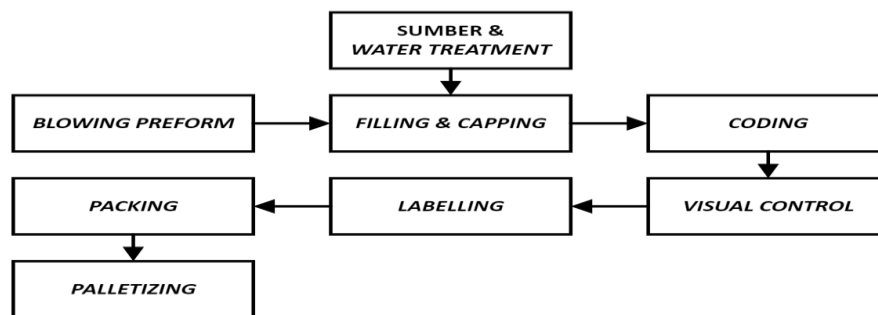 SUMBER &
WATER TREATMENT
BLOWING PREFORM
FILLING & CAPPING
CODING
PACKING
LABELLING
VISUAL CONTROL
PALLETIZING